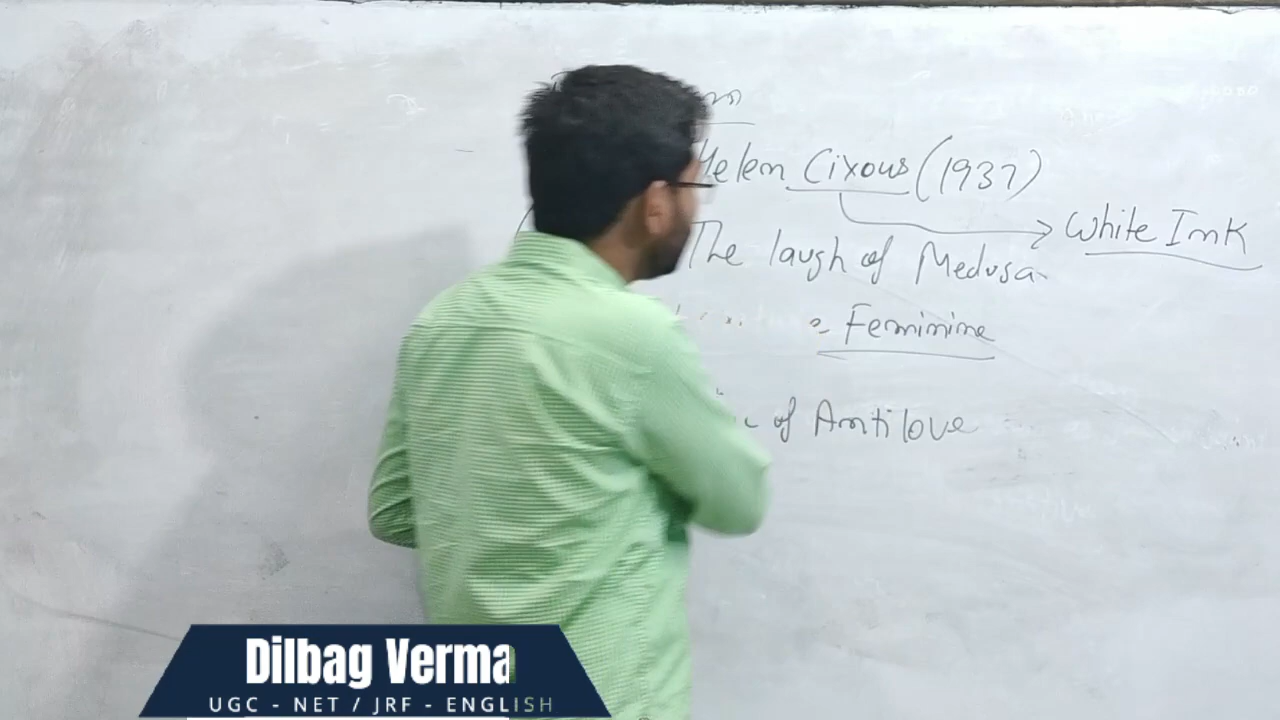 Helen Cixous (1937)
White Ink
The laugh of Medusa
Feminine
of Antilove
Dilbag Verma
UGC - NET / JRF - ENGLISH